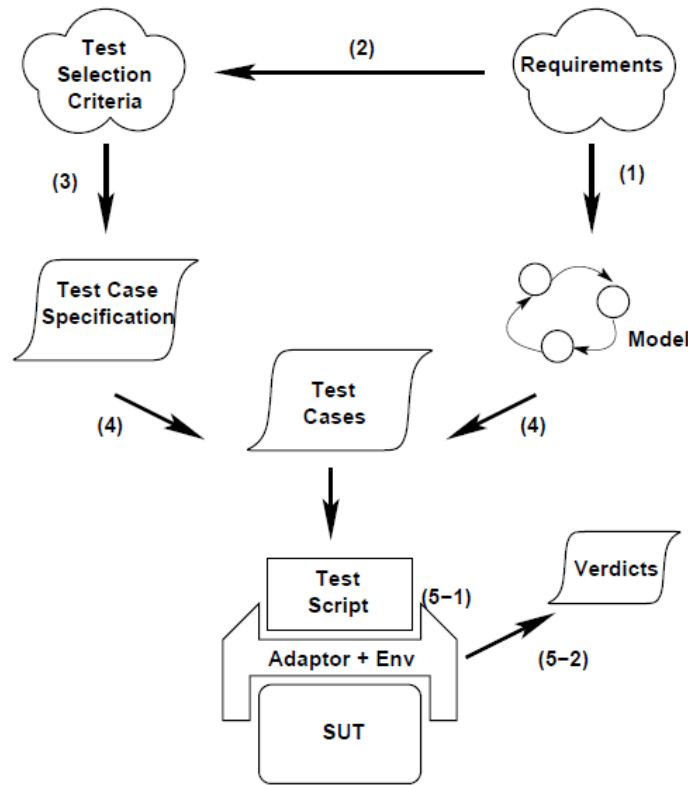 Test
Selection
Criteria
(2)
Requirements
(3)
(1)
Test Case
Specification
Model
Test
Cases
(4)
(4)
Test
Script
(5−1)
Verdicts
Adaptor + Env
(5−2)
SUT